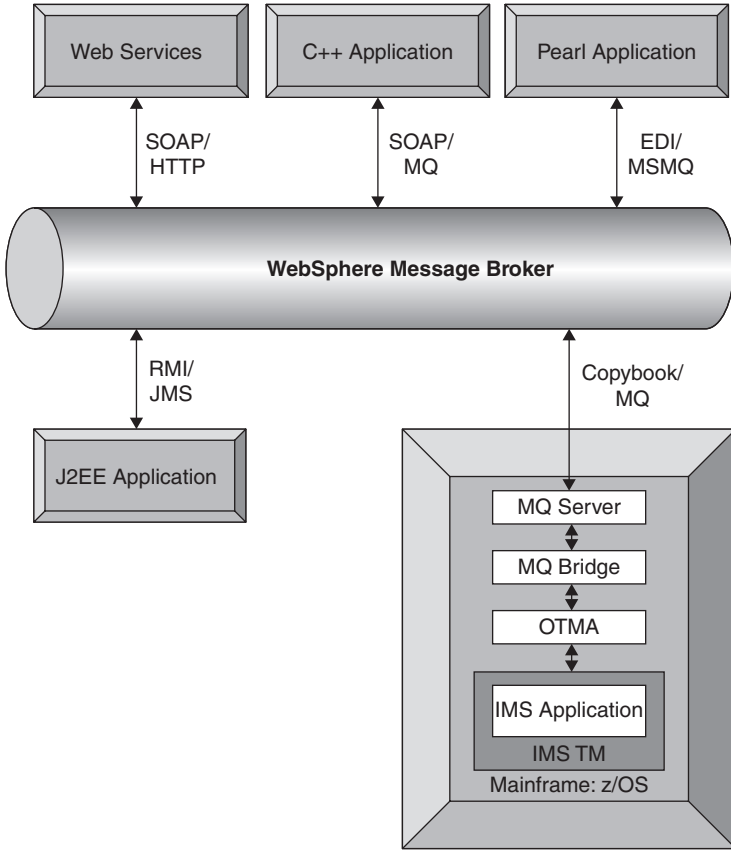 Web Services
C++ Application
Pearl Application
SOAP/
HTTP
SOAP/
MQ
EDI/
MSMQ
WebSphere Message Broker
RMI/
JMS
Copybook/
MQ
J2EE Application
MQ Server
MQ Bridge
OTMA
IMS Application
IMS TM
Mainframe: z/OS